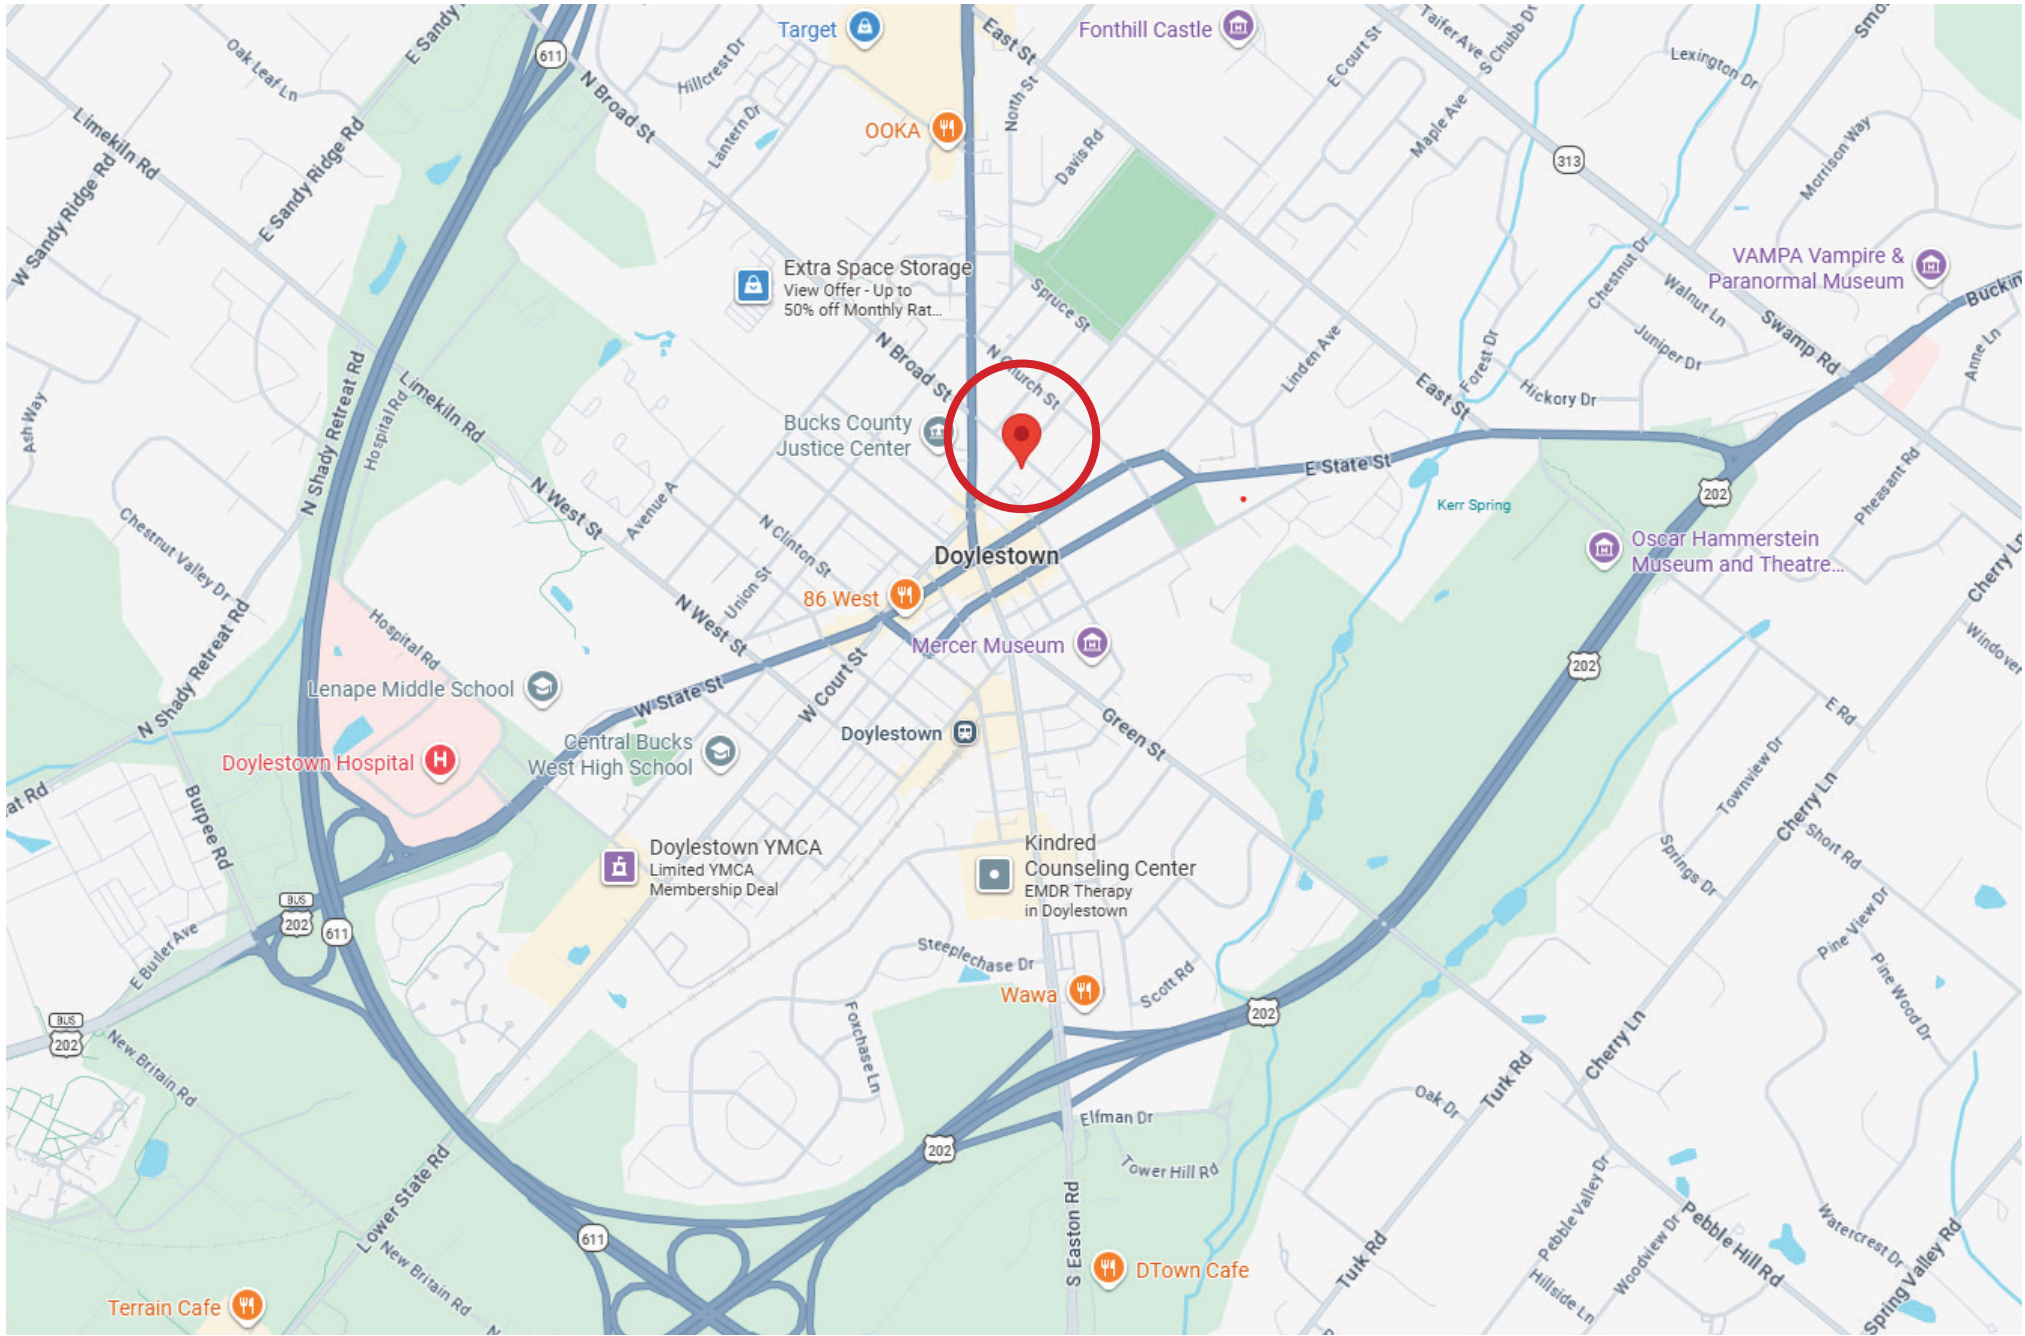 Target
Fonthill Castle
East St
Taifer Ave
S Chubb Dr
E Court St
Lexington Dr
E Sandy
611
Oak Leaf Ln
Hillcrest Dr
N Broad St
North St
OOKA
Lantern Dr
Davis Rd
Maple Ave
313
Morrison Way
Limekiln Rd
E Sandy Ridge Rd
W Sandy Ridge Rd
Extra Space Storage
View Offer - Up to
50% off Monthly Rat...
Spruce St
Chestnut Dr
Walnut Ln
VAMPA Vampire &
Paranormal Museum
Buckin
Swamp Rd
Juniper Dr
Anne Ln
N Broad St
N Church St
Linden Ave
Forest Dr
East St
Hickory Dr
N Shady Retreat Rd
Hospital Rd
Limekiln Rd
Ash Way
Bucks County
Justice Center
E State St
Kerr Spring
202
Pheasant Rd
N West St
Avenue A
N Clinton St
Chestnut Valley Dr
Doylestown
Oscar Hammerstein
Museum and Theatre...
Cherry Ln
Union St
86 West
N West St
Hospital Rd
Mercer Museum
202
Windover
N Shady Retreat Rd
Lenape Middle School
W State St
W Court St
Green St
E Rd
Doylestown
Central Bucks
West High School
Doylestown Hospital
H
at Rd
Burpee Rd
Townview Dr
Cherry Ln
Short Rd
Springs Dr
Doylestown YMCA
Limited YMCA
Membership Deal
Kindred
Counseling Center
EMDR Therapy
in Doylestown
BUS
202
611
E Butler Ave
Pine View Dr
Pine Wood Dr
Steeplechase Dr
Scott Rd
Wawa
202
Foxchase Ln
BUS
202
New Britain Rd
Cherry Ln
Turk Rd
Oak Dr
Elfman Dr
202
Tower Hill Rd
Lower State Rd
S Easton Rd
Pebble Valley Dr
Woodview Dr
Pebble Hill Rd
Watercrest Dr
Spring Valley Rd
611
New Britain Rd
DTown Cafe
Turk Rd
Hillside Ln
Terrain Cafe